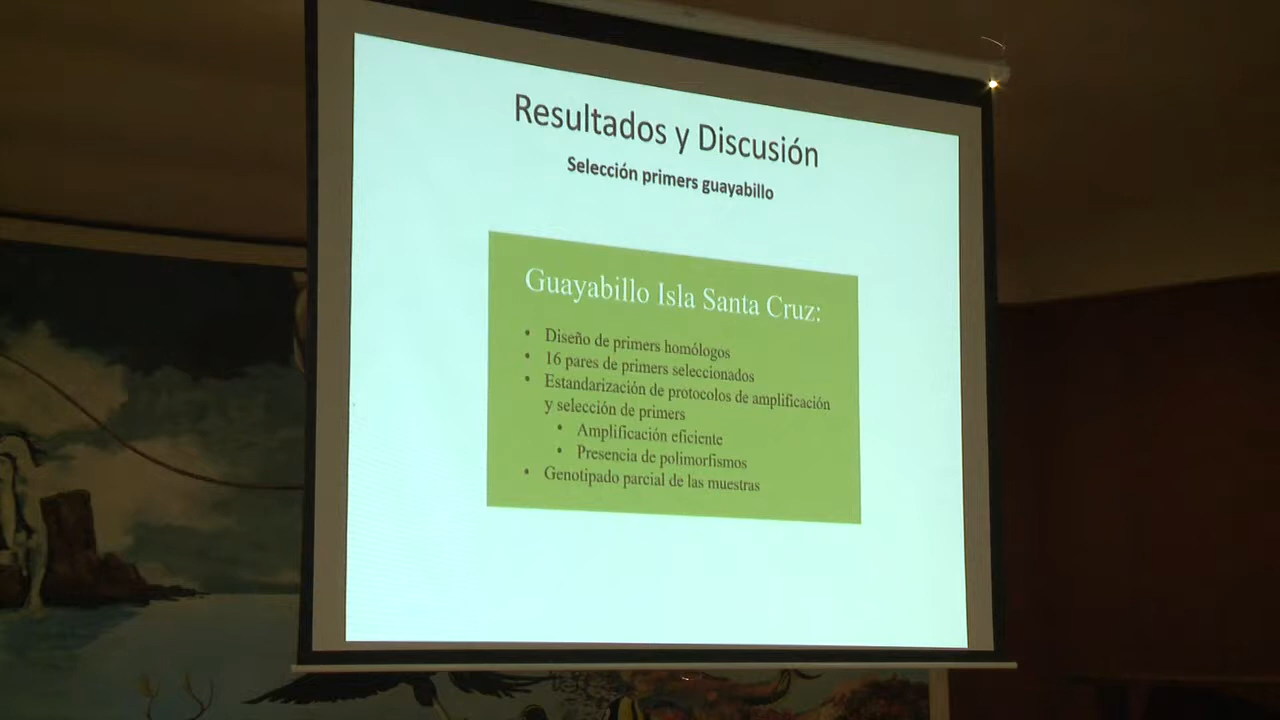 Resultados y Discusión
Selección primers guayabillo
Guayabillo Isla Santa Cruz:
• Diseño de primers homólogos
• 16 pares de primers seleccionados
• Estandarización de protocolos de amplificación
y selección de primers
• Amplificación eficiente
• Presencia de polimorfismos
• Genotipado parcial de las muestras